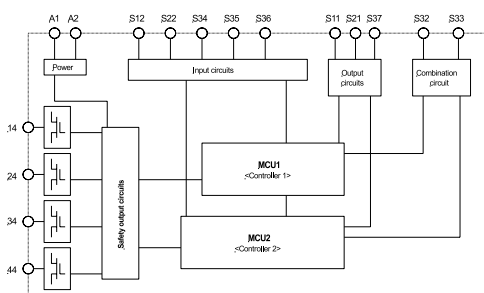 A1 A2 S12 S22 S34 S35 S36 S11 S21 S37 S32 S33
Power
Input circuits
Output
circuits
Combination
circuit
14
24
34
44
Safety output circuits
MCU1
<Controller 1>
MCU2
<Controller 2>